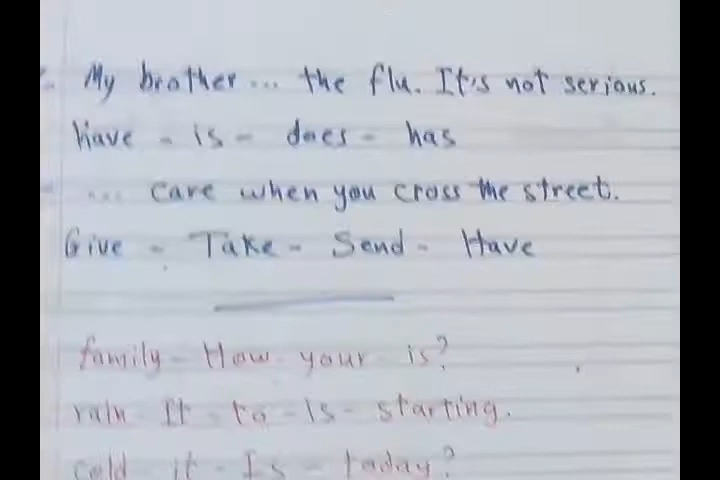 My brother ... the flu. It's not serious.
have - is - does - has
... care when you cross the street.
Give - Take - Send - Have
family - How - your - is?
rain - It - to - is - starting.
cold - it - Is - today?